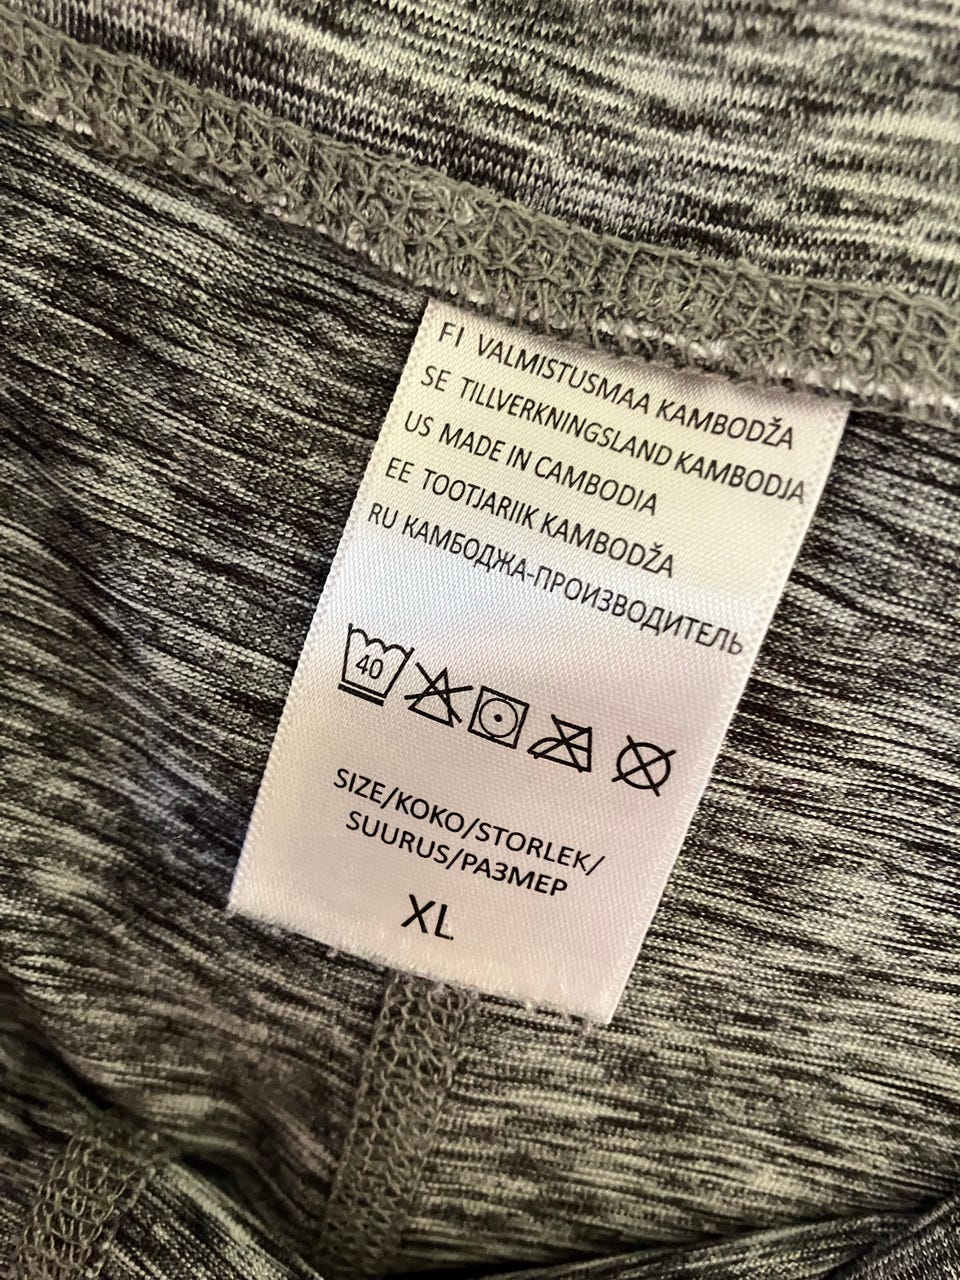 FI VALMISTUSMAA KAMBODŽA
SE TILLVERKNINGSLAND KAMBODJA
US MADE IN CAMBODIA
EE TOOTJARIIK KAMBODŽA
RU КАМБОДЖА-ПРОИЗВОДИТЕЛЬ
40
SIZE/KOKO/STORLEK/
SUURUS/РАЗМЕР
XL